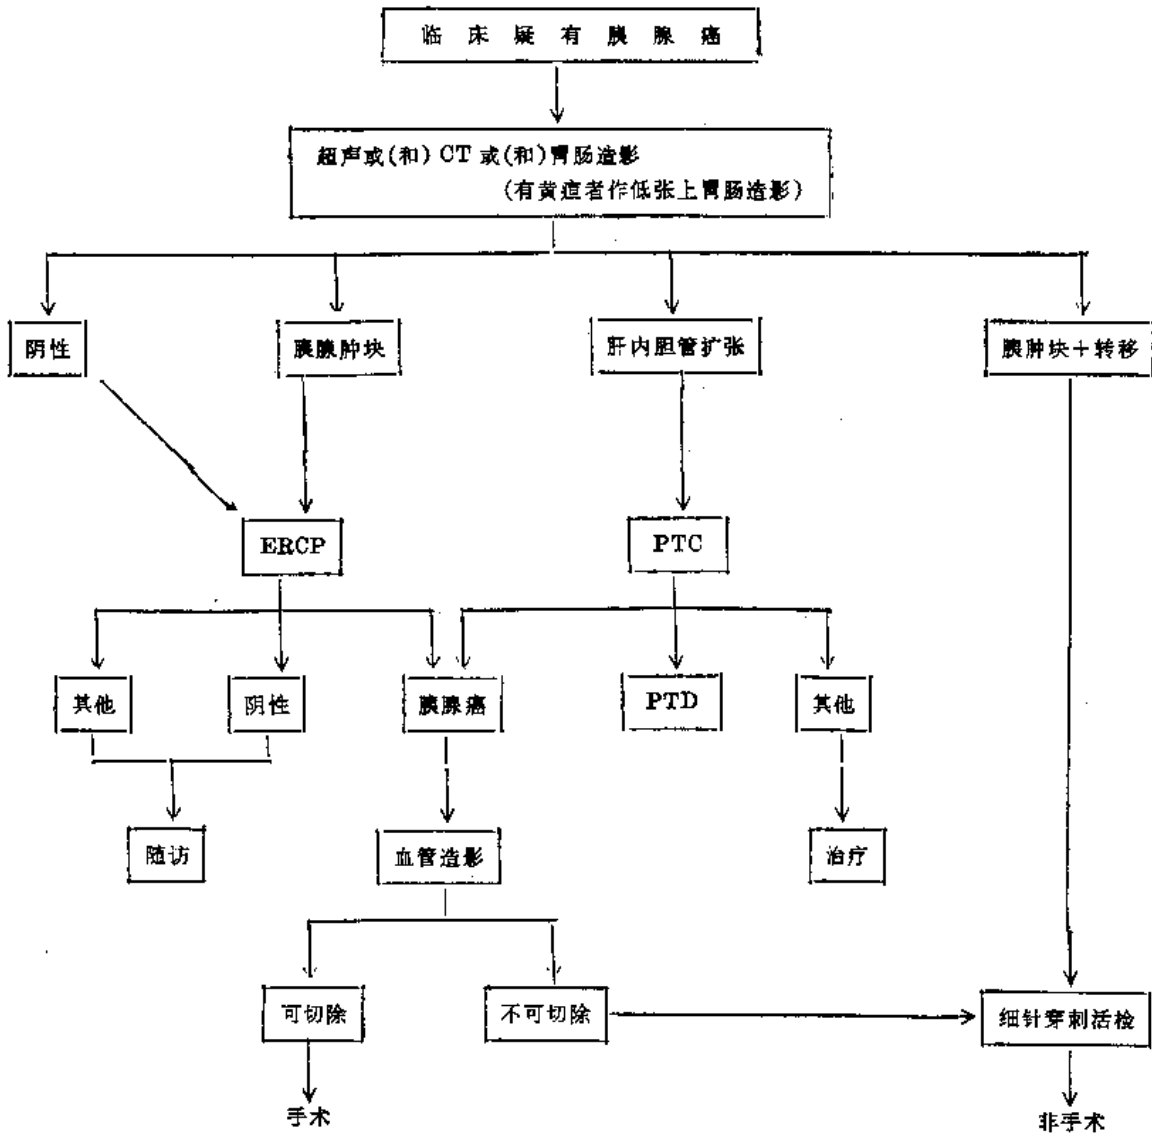 临床疑有胰腺癌
超声或(和)CT或(和)胃肠造影
(有黄疸者作低张上胃肠造影)
阴性
胰腺肿块
肝内胆管扩张
胰肿块+转移
ERCP
PTC
其他
阴性
胰腺癌
PTD
其他
随访
血管造影
治疗
可切除
不可切除
细针穿刺活检
手术
非手术